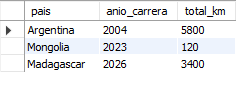 pais anio_carrera total_km
Argentina 2004 5800
Mongolia 2023 120
Madagascar 2026 3400